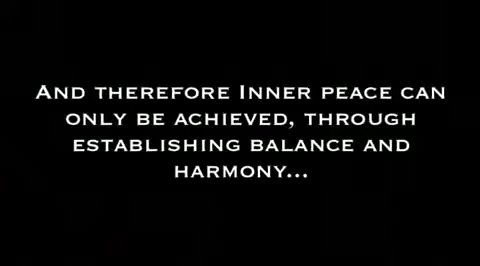 And therefore Inner peace can
only be achieved, through
establishing balance and
harmony...